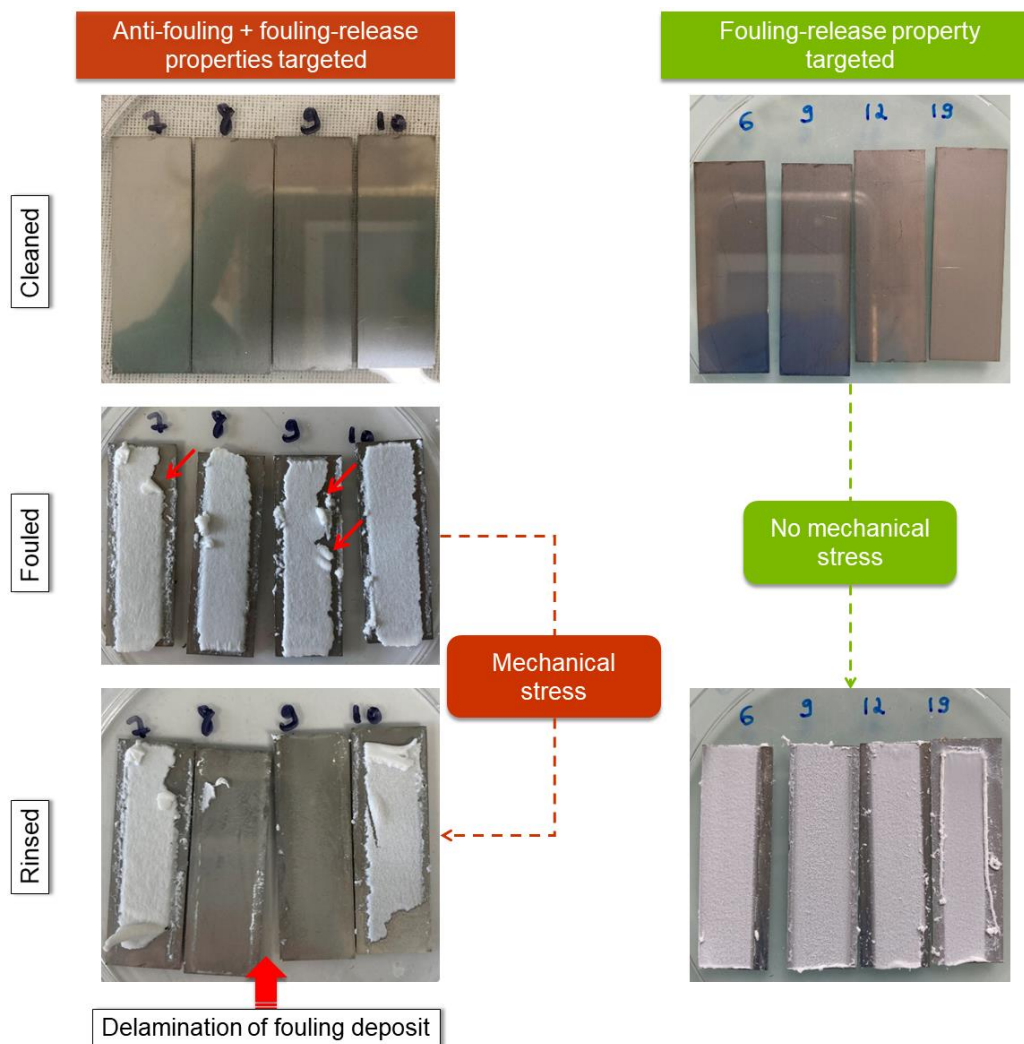 Anti-fouling + fouling-release
properties targeted
Fouling-release property
targeted
Cleaned
7 8 9 10
6 9 12 19
Fouled
7 8 9 10
No mechanical
stress
Mechanical
stress
Rinsed
7 8 9 10
6 9 12 19
Delamination of fouling deposit